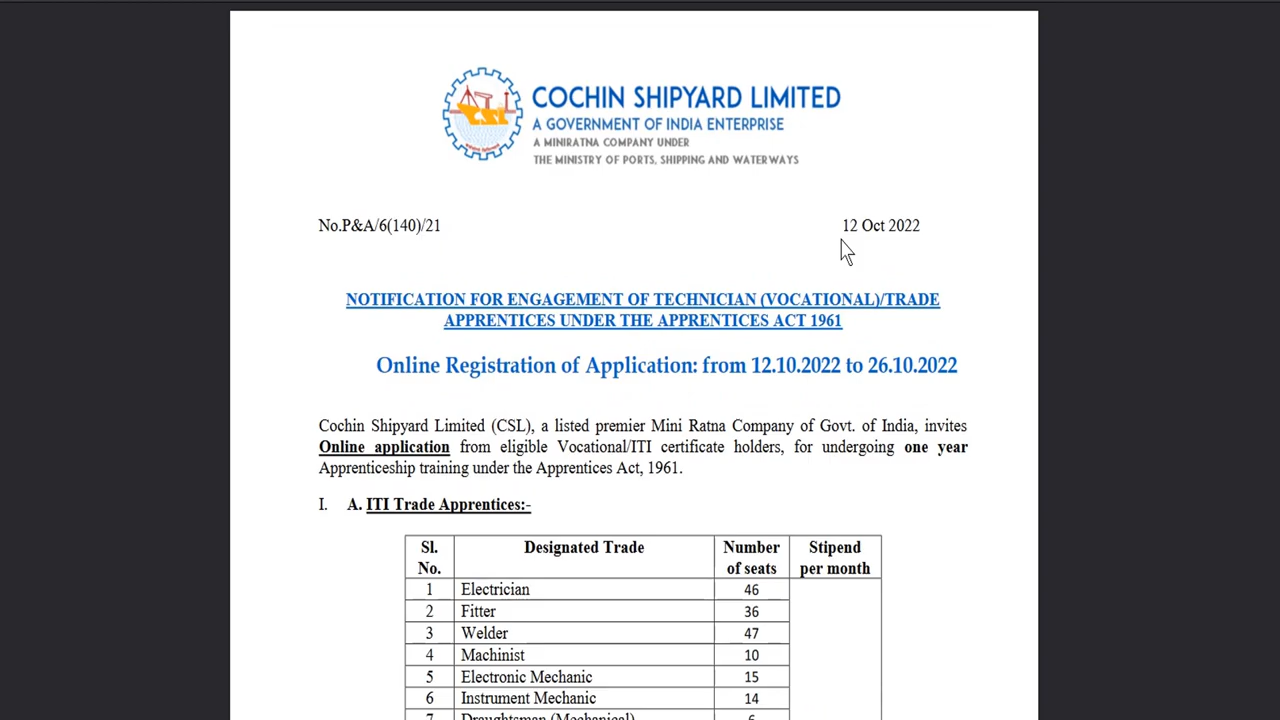 COCHIN SHIPYARD LIMITED
A GOVERNMENT OF INDIA ENTERPRISE
A MINIRATNA COMPANY UNDER
THE MINISTRY OF PORTS, SHIPPING AND WATERWAYS
CSL
No.P&A/6(140)/21 12 Oct 2022
NOTIFICATION FOR ENGAGEMENT OF TECHNICIAN (VOCATIONAL)/TRADE
APPRENTICES UNDER THE APPRENTICES ACT 1961
Online Registration of Application: from 12.10.2022 to 26.10.2022
Cochin Shipyard Limited (CSL), a listed premier Mini Ratna Company of Govt. of India, invites
Online application from eligible Vocational/ITI certificate holders, for undergoing one year
Apprenticeship training under the Apprentices Act, 1961.
I. A. ITI Trade Apprentices:-
Sl. No. Designated Trade Number of seats Stipend per month
1 Electrician 46
2 Fitter 36
3 Welder 47
4 Machinist 10
5 Electronic Mechanic 15
6 Instrument Mechanic 14
7 Draughtsman (Mechanical) 6